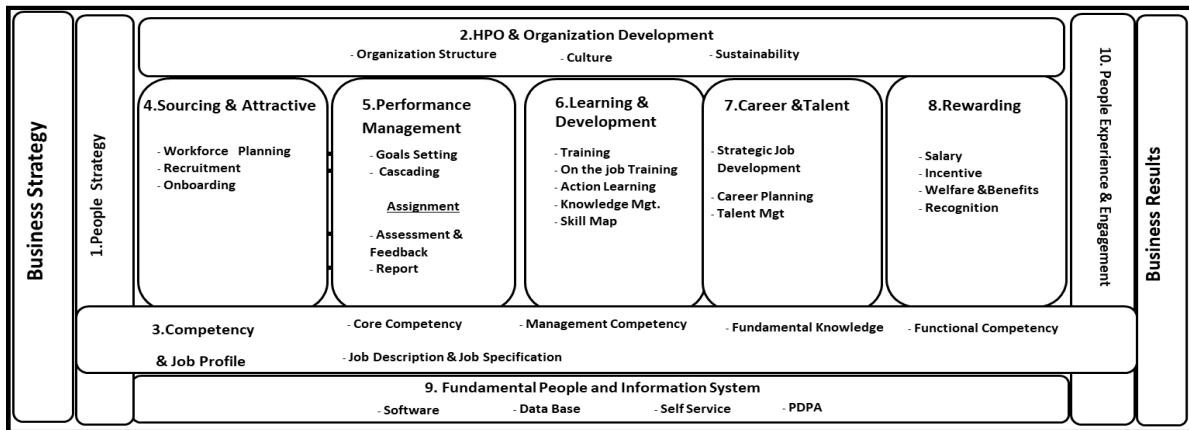 Business Strategy
1.People Strategy
2.HPO & Organization Development
- Organization Structure
- Culture
- Sustainability
4.Sourcing & Attractive
- Workforce Planning
- Recruitment
- Onboarding
5.Performance
Management
- Goals Setting
- Cascading
Assignment
- Assessment &
Feedback
- Report
6.Learning &
Development
- Training
- On the job Training
- Action Learning
- Knowledge Mgt.
- Skill Map
7.Career &Talent
- Strategic Job
Development
- Career Planning
- Talent Mgt
8.Rewarding
- Salary
- Incentive
- Welfare &Benefits
- Recognition
3.Competency
& Job Profile
- Core Competency
- Management Competency
- Fundamental Knowledge
- Functional Competency
- Job Description & Job Specification
9. Fundamental People and Information System
- Software
- Data Base
- Self Service
- PDPA
10. People Experience & Engagement
Business Results